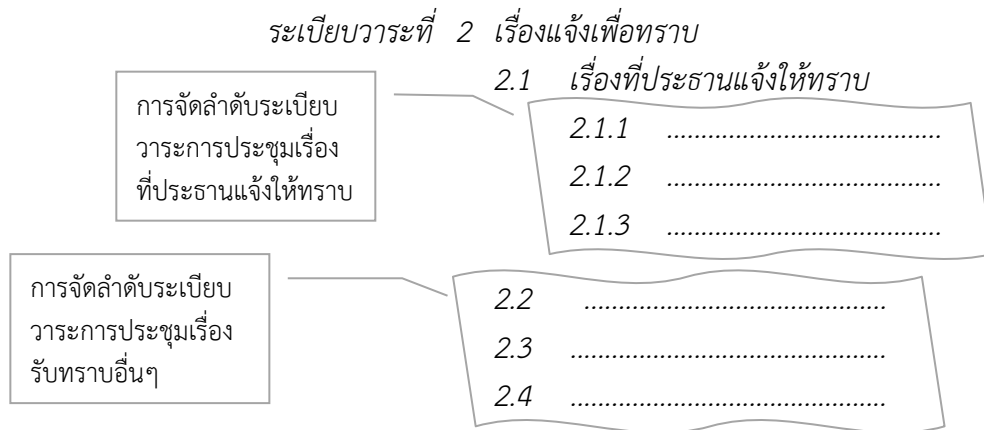 ระเบียบวาระที่ 2 เรื่องแจ้งเพื่อทราบ
2.1 เรื่องที่ประธานแจ้งให้ทราบ
การจัดลำดับระเบียบ
วาระการประชุมเรื่อง
ที่ประธานแจ้งให้ทราบ
2.1.1 ........................................
2.1.2 ........................................
2.1.3 ........................................
การจัดลำดับระเบียบ
วาระการประชุมเรื่อง
รับทราบอื่นๆ
2.2 ............................................
2.3 ..............................................
2.4 ..............................................